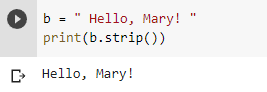 b = " Hello, Mary! "
print(b.strip())
Hello, Mary!